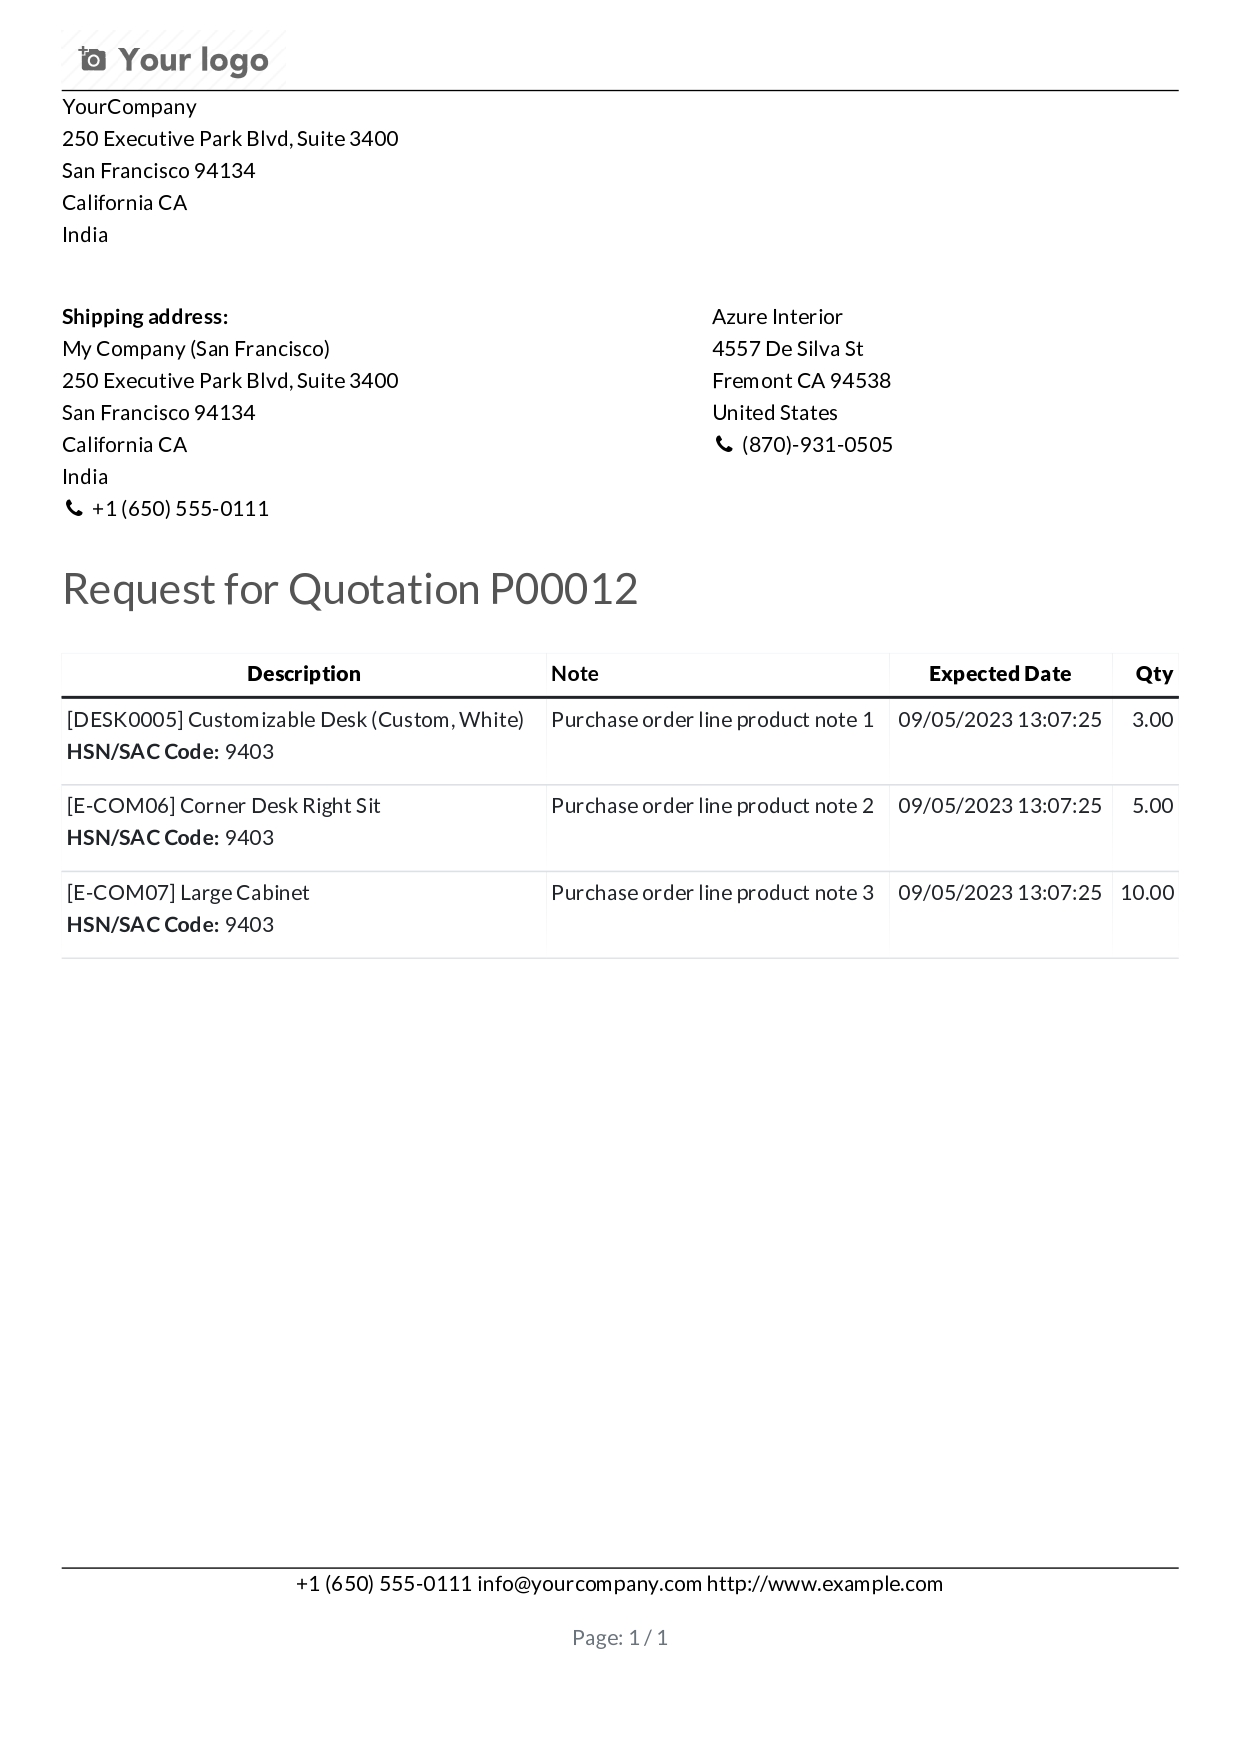 Your logo
YourCompany
250 Executive Park Blvd, Suite 3400
San Francisco 94134
California CA
India
Shipping address:
My Company (San Francisco)
250 Executive Park Blvd, Suite 3400
San Francisco 94134
California CA
India
+1 (650) 555-0111
Azure Interior
4557 De Silva St
Fremont CA 94538
United States
(870)-931-0505
Request for Quotation P00012
Description Note Expected Date Qty
[DESK0005] Customizable Desk (Custom, White) Purchase order line product note 1 09/05/2023 13:07:25 3.00
HSN/SAC Code: 9403
[E-COM06] Corner Desk Right Sit Purchase order line product note 2 09/05/2023 13:07:25 5.00
HSN/SAC Code: 9403
[E-COM07] Large Cabinet Purchase order line product note 3 09/05/2023 13:07:25 10.00
HSN/SAC Code: 9403
+1 (650) 555-0111 info@yourcompany.com http://www.example.com
Page: 1 / 1